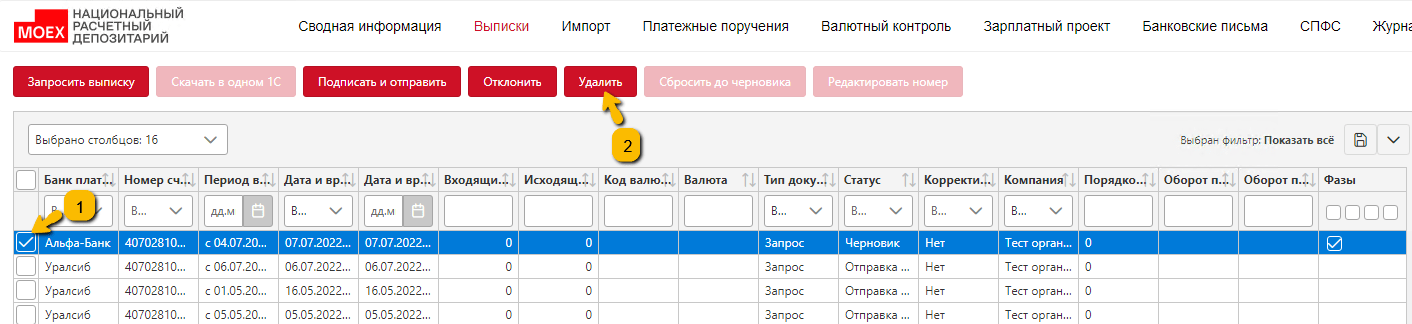 MOEX
НАЦИОНАЛЬНЫЙ
РАСЧЕТНЫЙ
ДЕПОЗИТАРИЙ
Сводная информация Выписки Импорт Платежные поручения Валютный контроль Зарплатный проект Банковские письма СПФС Журна
Запросить выписку Скачать в одном 1С Подписать и отправить Отклонить Удалить Сбросить до черновика Редактировать номер
2
Выбрано столбцов: 16 Выбран фильтр: Показать всё
Банк плат... Номер сч... Период в... Дата и вр... Дата и вр... Входящи... Исходящ... Код валю... Валюта Тип доку... Статус Корректи... Компания Порядко... Оборот п... Оборот п... Фазы
1
В... В... дд.м В... дд.м В... В... В... В...
Альфа-Банк 40702810... с 04.07.20... 07.07.2022... 07.07.2022... 0 0 Запрос Черновик Нет Тест орган... 0
Уралсиб 40702810... с 06.07.20... 06.07.2022... 06.07.2022... 0 0 Запрос Отправка ... Нет Тест орган... 0
Уралсиб 40702810... с 01.05.20... 16.05.2022... 16.05.2022... 0 0 Запрос Отправка ... Нет Тест орган... 0
Уралсиб 40702810... с 05.05.20... 05.05.2022... 05.05.2022... 0 0 Запрос Отправка ... Нет Тест орган... 0